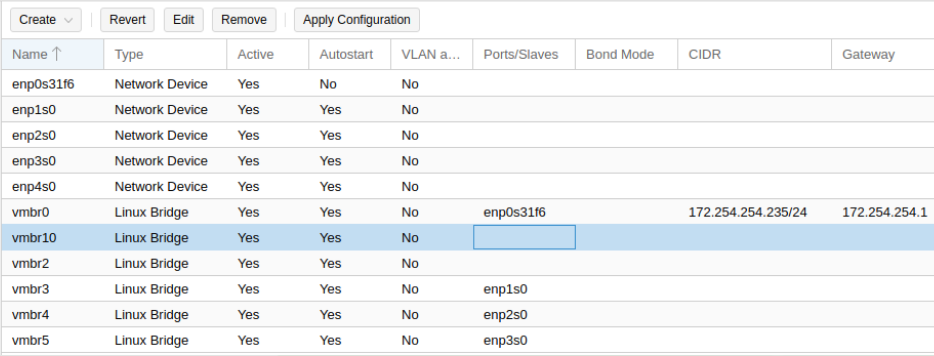 Create Revert Edit Remove Apply Configuration
Name ↑ Type Active Autostart VLAN a... Ports/Slaves Bond Mode CIDR Gateway
enp0s31f6 Network Device Yes No No
enp1s0 Network Device Yes Yes No
enp2s0 Network Device Yes Yes No
enp3s0 Network Device Yes Yes No
enp4s0 Network Device Yes Yes No
vmbr0 Linux Bridge Yes Yes No enp0s31f6 172.254.254.235/24 172.254.254.1
vmbr10 Linux Bridge Yes Yes No
vmbr2 Linux Bridge Yes Yes No
vmbr3 Linux Bridge Yes Yes No enp1s0
vmbr4 Linux Bridge Yes Yes No enp2s0
vmbr5 Linux Bridge Yes Yes No enp3s0